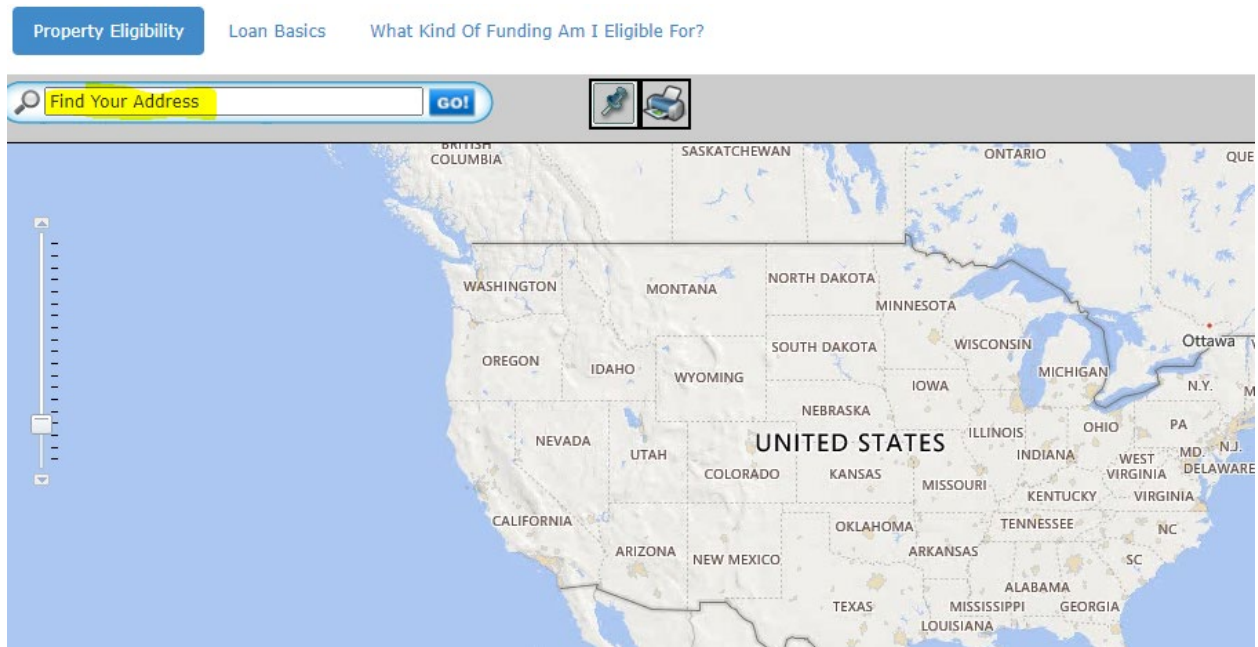 Property Eligibility
Loan Basics
What Kind Of Funding Am I Eligible For?
Find Your Address
GO!
BRITISH
COLUMBIA
SASKATCHEWAN
ONTARIO
QUE
WASHINGTON
MONTANA
NORTH DAKOTA
MINNESOTA
Ottawa
OREGON
IDAHO
WYOMING
SOUTH DAKOTA
WISCONSIN
MICHIGAN
IOWA
N.Y.
NEBRASKA
NEVADA
UTAH
UNITED STATES
ILLINOIS
OHIO
PA
INDIANA
WEST
VIRGINIA
MD.
N.J.
DELAWARE
COLORADO
KANSAS
MISSOURI
KENTUCKY
VIRGINIA
CALIFORNIA
OKLAHOMA
TENNESSEE
NC
ARIZONA
NEW MEXICO
ARKANSAS
SC
ALABAMA
TEXAS
MISSISSIPPI
GEORGIA
LOUISIANA